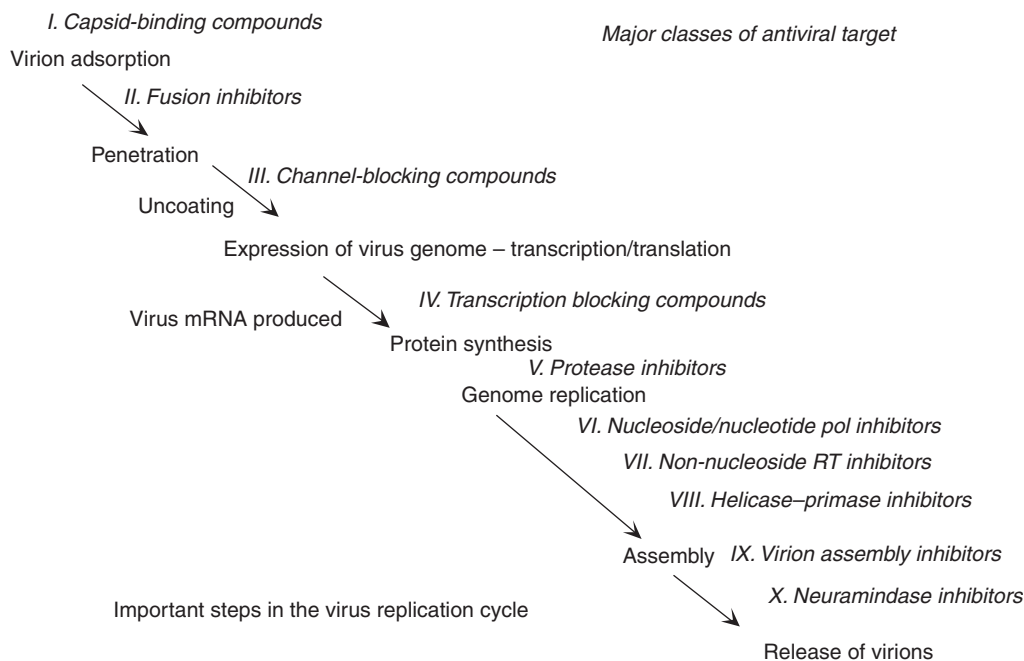 I. Capsid-binding compounds
Major classes of antiviral target
Virion adsorption
II. Fusion inhibitors
Penetration
III. Channel-blocking compounds
Uncoating
Expression of virus genome – transcription/translation
IV. Transcription blocking compounds
Virus mRNA produced
Protein synthesis
V. Protease inhibitors
Genome replication
VI. Nucleoside/nucleotide pol inhibitors
VII. Non-nucleoside RT inhibitors
VIII. Helicase–primase inhibitors
Assembly
IX. Virion assembly inhibitors
X. Neuramindase inhibitors
Important steps in the virus replication cycle
Release of virions